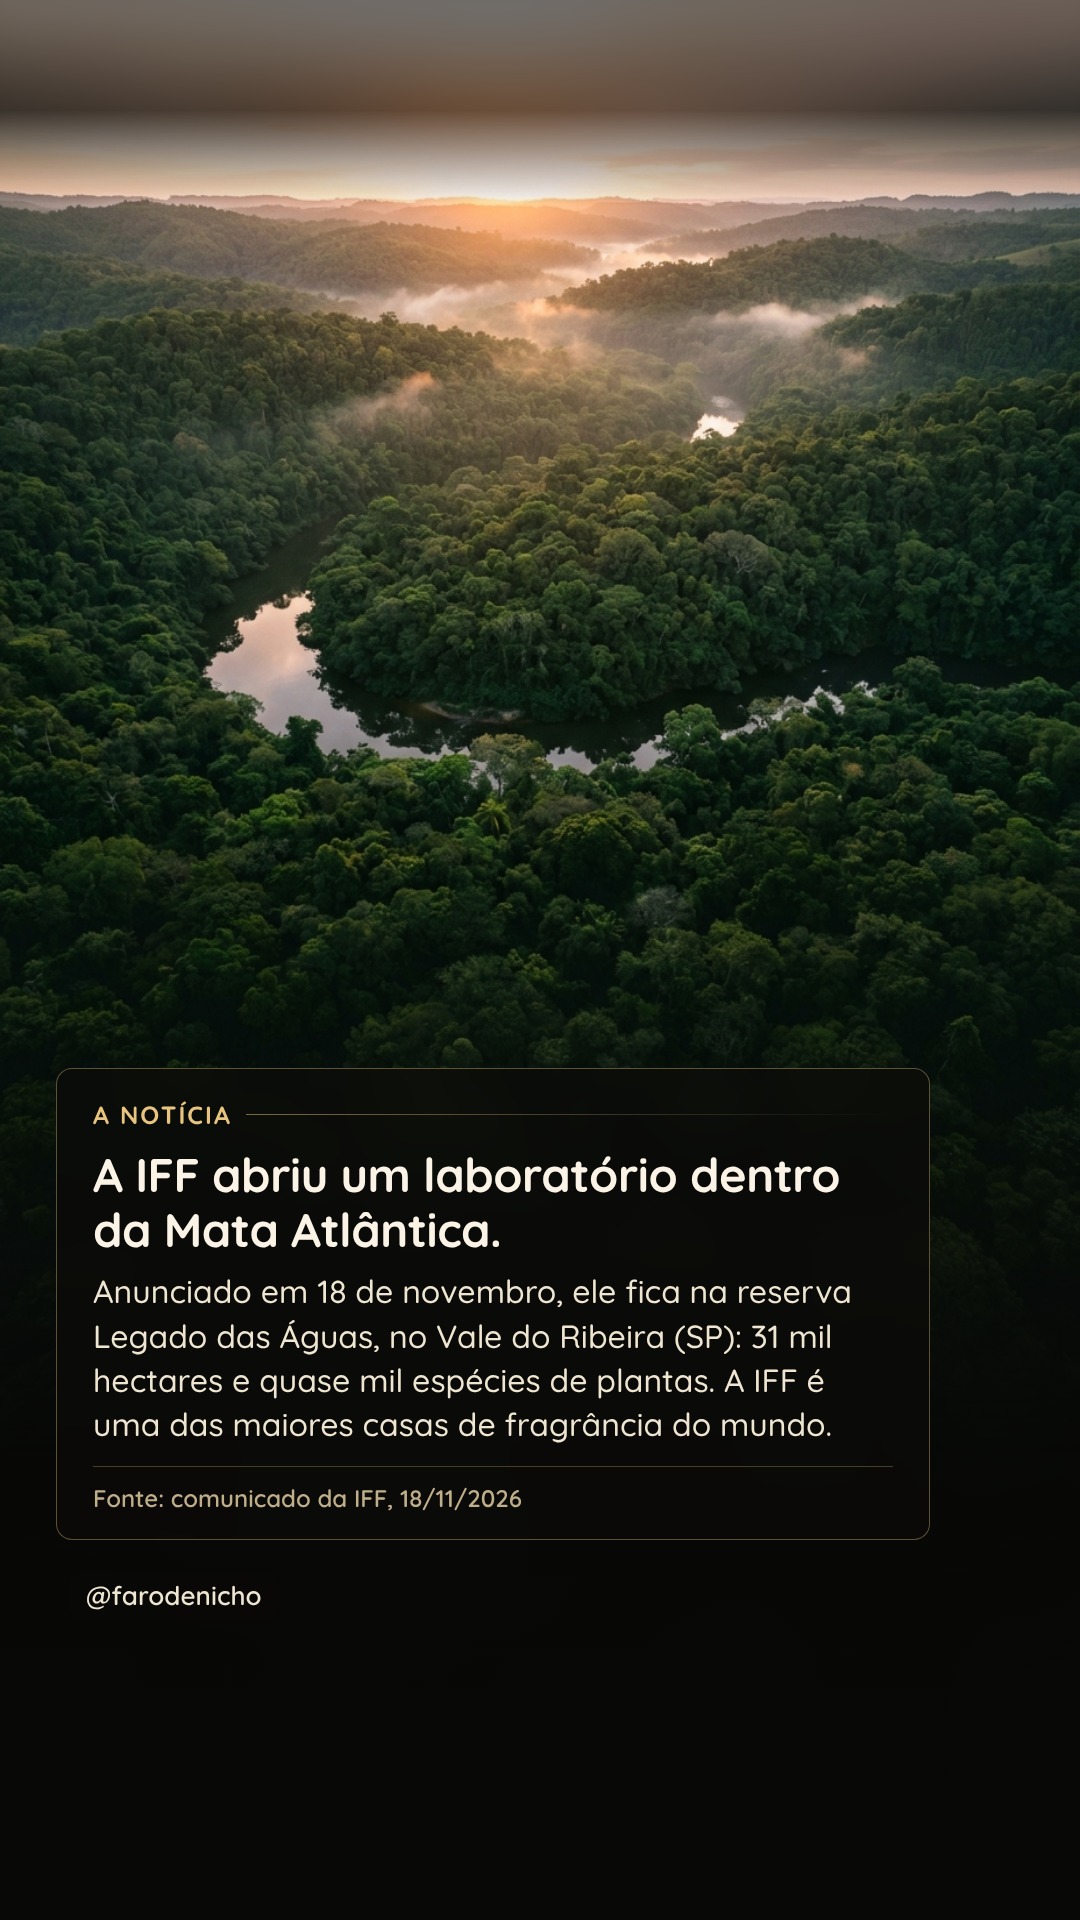 A NOTÍCIA
A IFF abriu um laboratório dentro
da Mata Atlântica.
Anunciado em 18 de novembro, ele fica na reserva
Legado das Águas, no Vale do Ribeira (SP): 31 mil
hectares e quase mil espécies de plantas. A IFF é
uma das maiores casas de fragrância do mundo.
Fonte: comunicado da IFF, 18/11/2026
@farodenicho